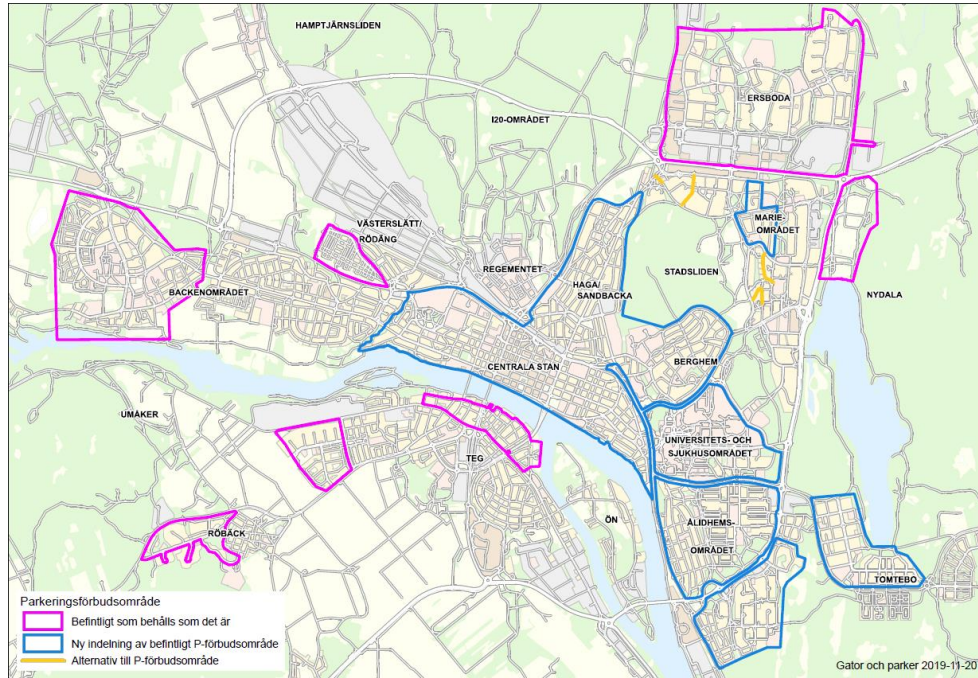 HAMPTJÄRNSLIDEN
ERSBODA
I20-OMRÅDET
VÄSTERSLÄTT/
RÖDÄNG
MARIE-
OMRÅDET
REGEMENTET
STADSLIDEN
HAGA/
SANDBACKA
BACKENOMRÅDET
NYDALA
CENTRALA STAN
BERGHEM
UMÅKER
TEG
UNIVERSITETS- OCH
SJUKHUSOMRÅDET
ÖN
ÅLIDHEMS-
OMRÅDET
RÖBÄCK
TOMTEBO
Parkeringsförbudsområde
Befintligt som behålls som det är
Ny indelning av befintligt P-förbudsområde
Alternativ till P-förbudsområde
Gator och parker 2019-11-20